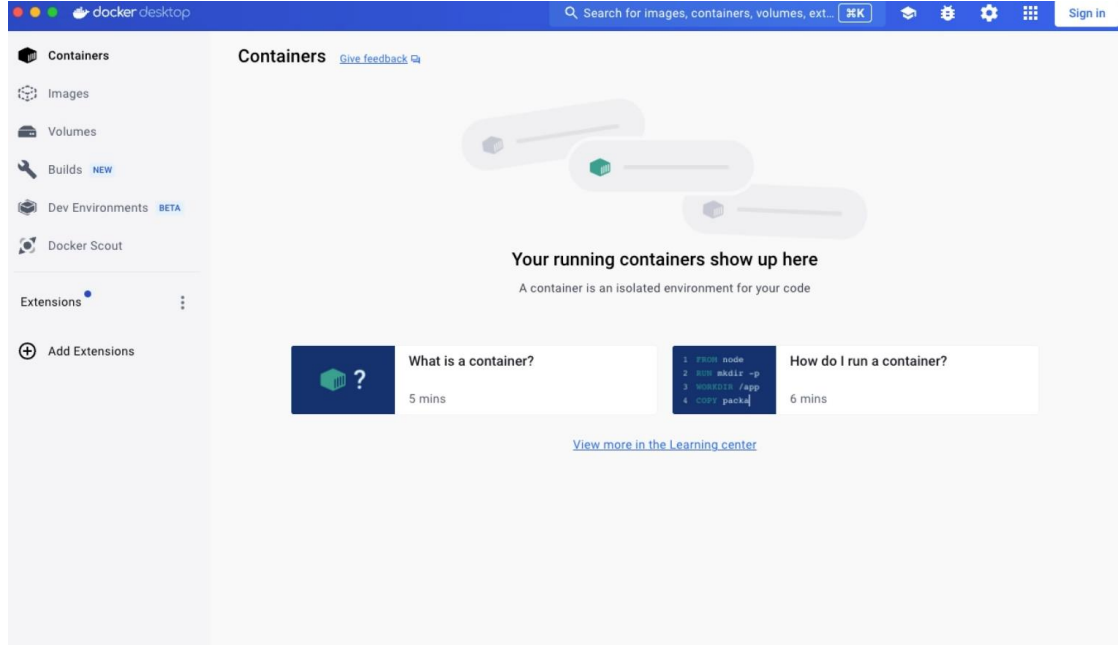 docker desktop
Search for images, containers, volumes, ext... ⌘K
Sign in
Containers
Images
Volumes
Builds NEW
Dev Environments BETA
Docker Scout
Extensions
Add Extensions
Containers Give feedback
Your running containers show up here
A container is an isolated environment for your code
?
What is a container?
5 mins
1 FROM node
2 RUN mkdir -p
3 WORKDIR /app
4 COPY packa
How do I run a container?
6 mins
View more in the Learning center